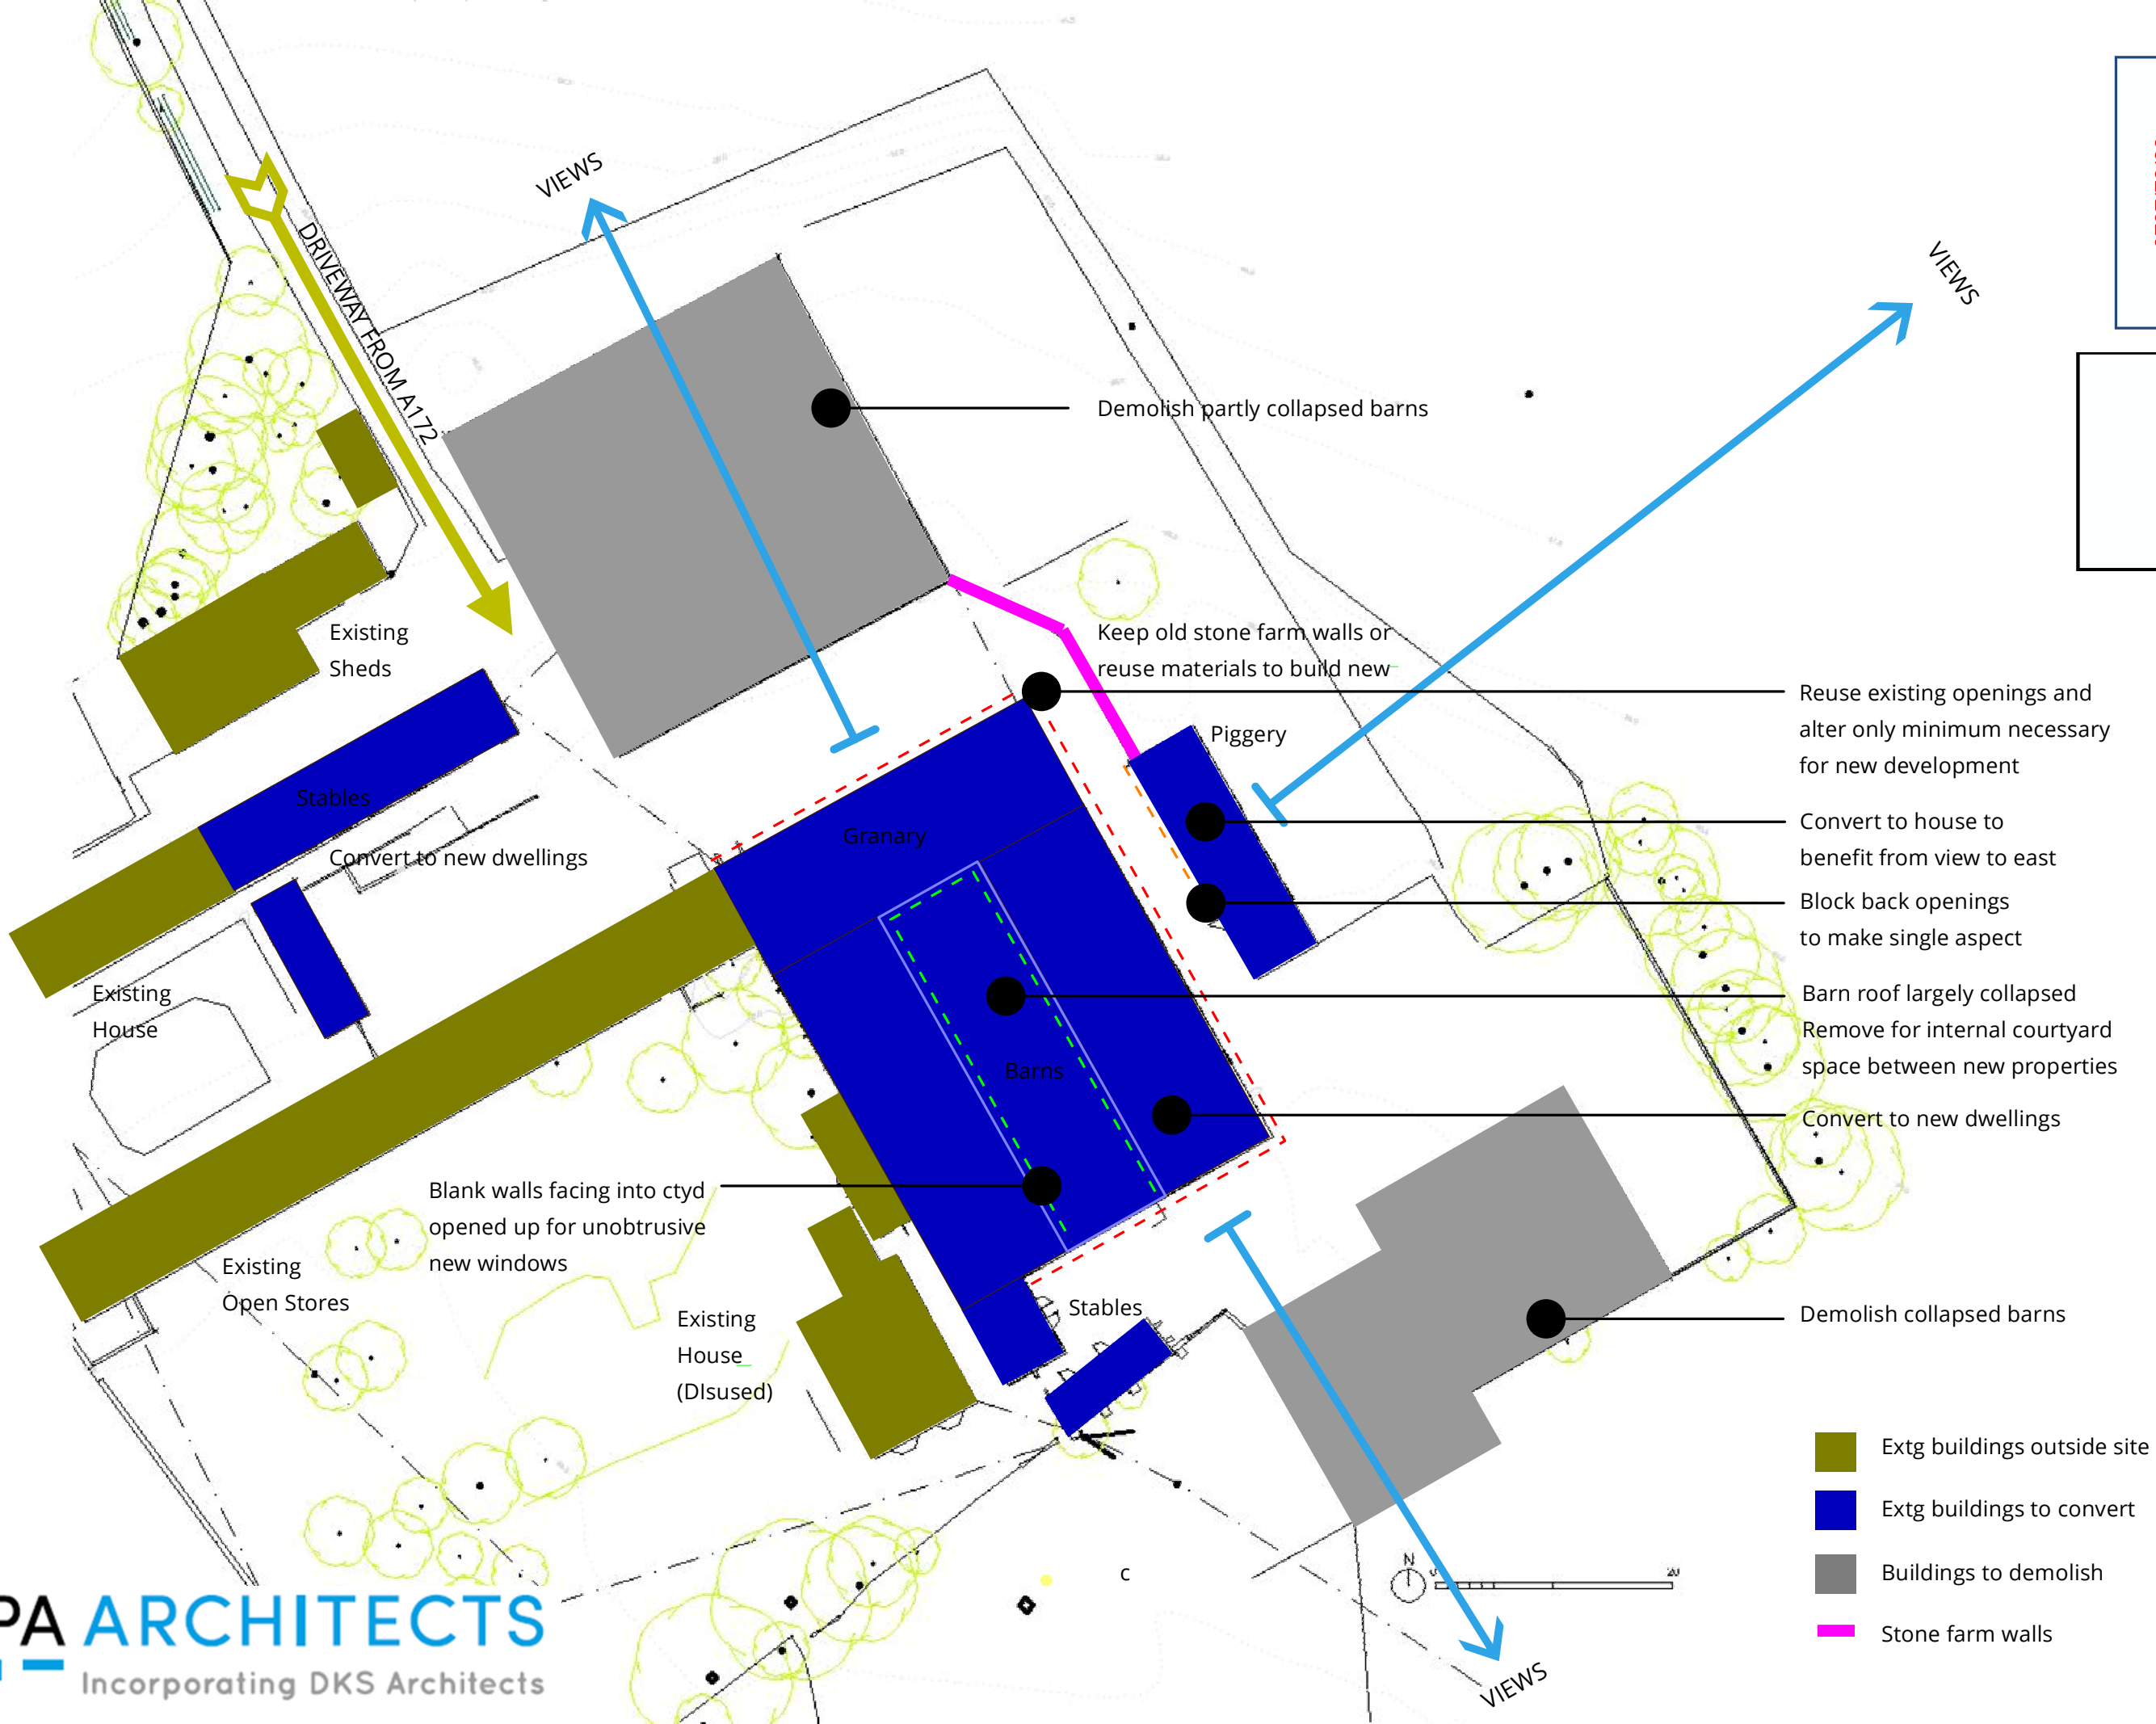 VIEWS
VIEWS
DRIVEWAY FROM A172
Demolish partly collapsed barns
Existing
Sheds
Keep old stone farm walls or
reuse materials to build new
Reuse existing openings and
alter only minimum necessary
for new development
Piggery
Stables
Granary
Convert to house to
benefit from view to east
Convert to new dwellings
Block back openings
to make single aspect
Existing
House
Barn roof largely collapsed
Remove for internal courtyard
space between new properties
Barns
Convert to new dwellings
Blank walls facing into ctyd
opened up for unobtrusive
new windows
Existing
Open Stores
Existing
House
(DIsused)
Stables
Demolish collapsed barns
Extg buildings outside site
Extg buildings to convert
Buildings to demolish
Stone farm walls
c
N
20
VIEWS
PA ARCHITECTS
Incorporating DKS Architects